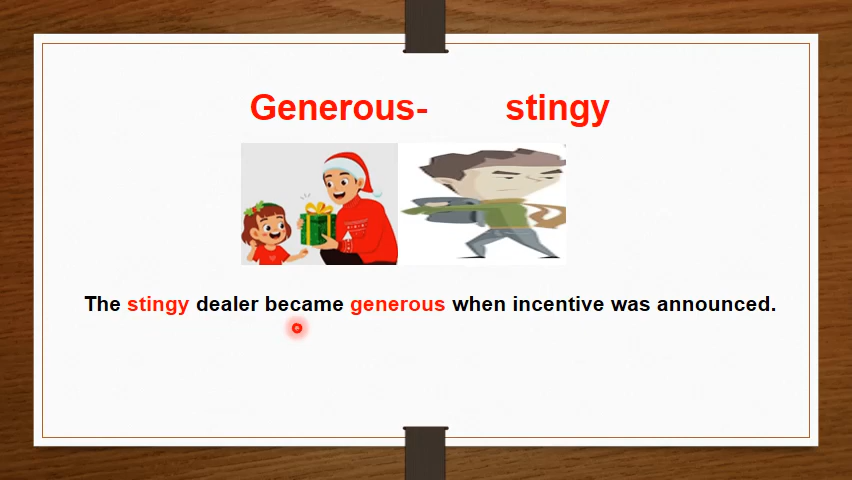 Generous- stingy
The stingy dealer became generous when incentive was announced.